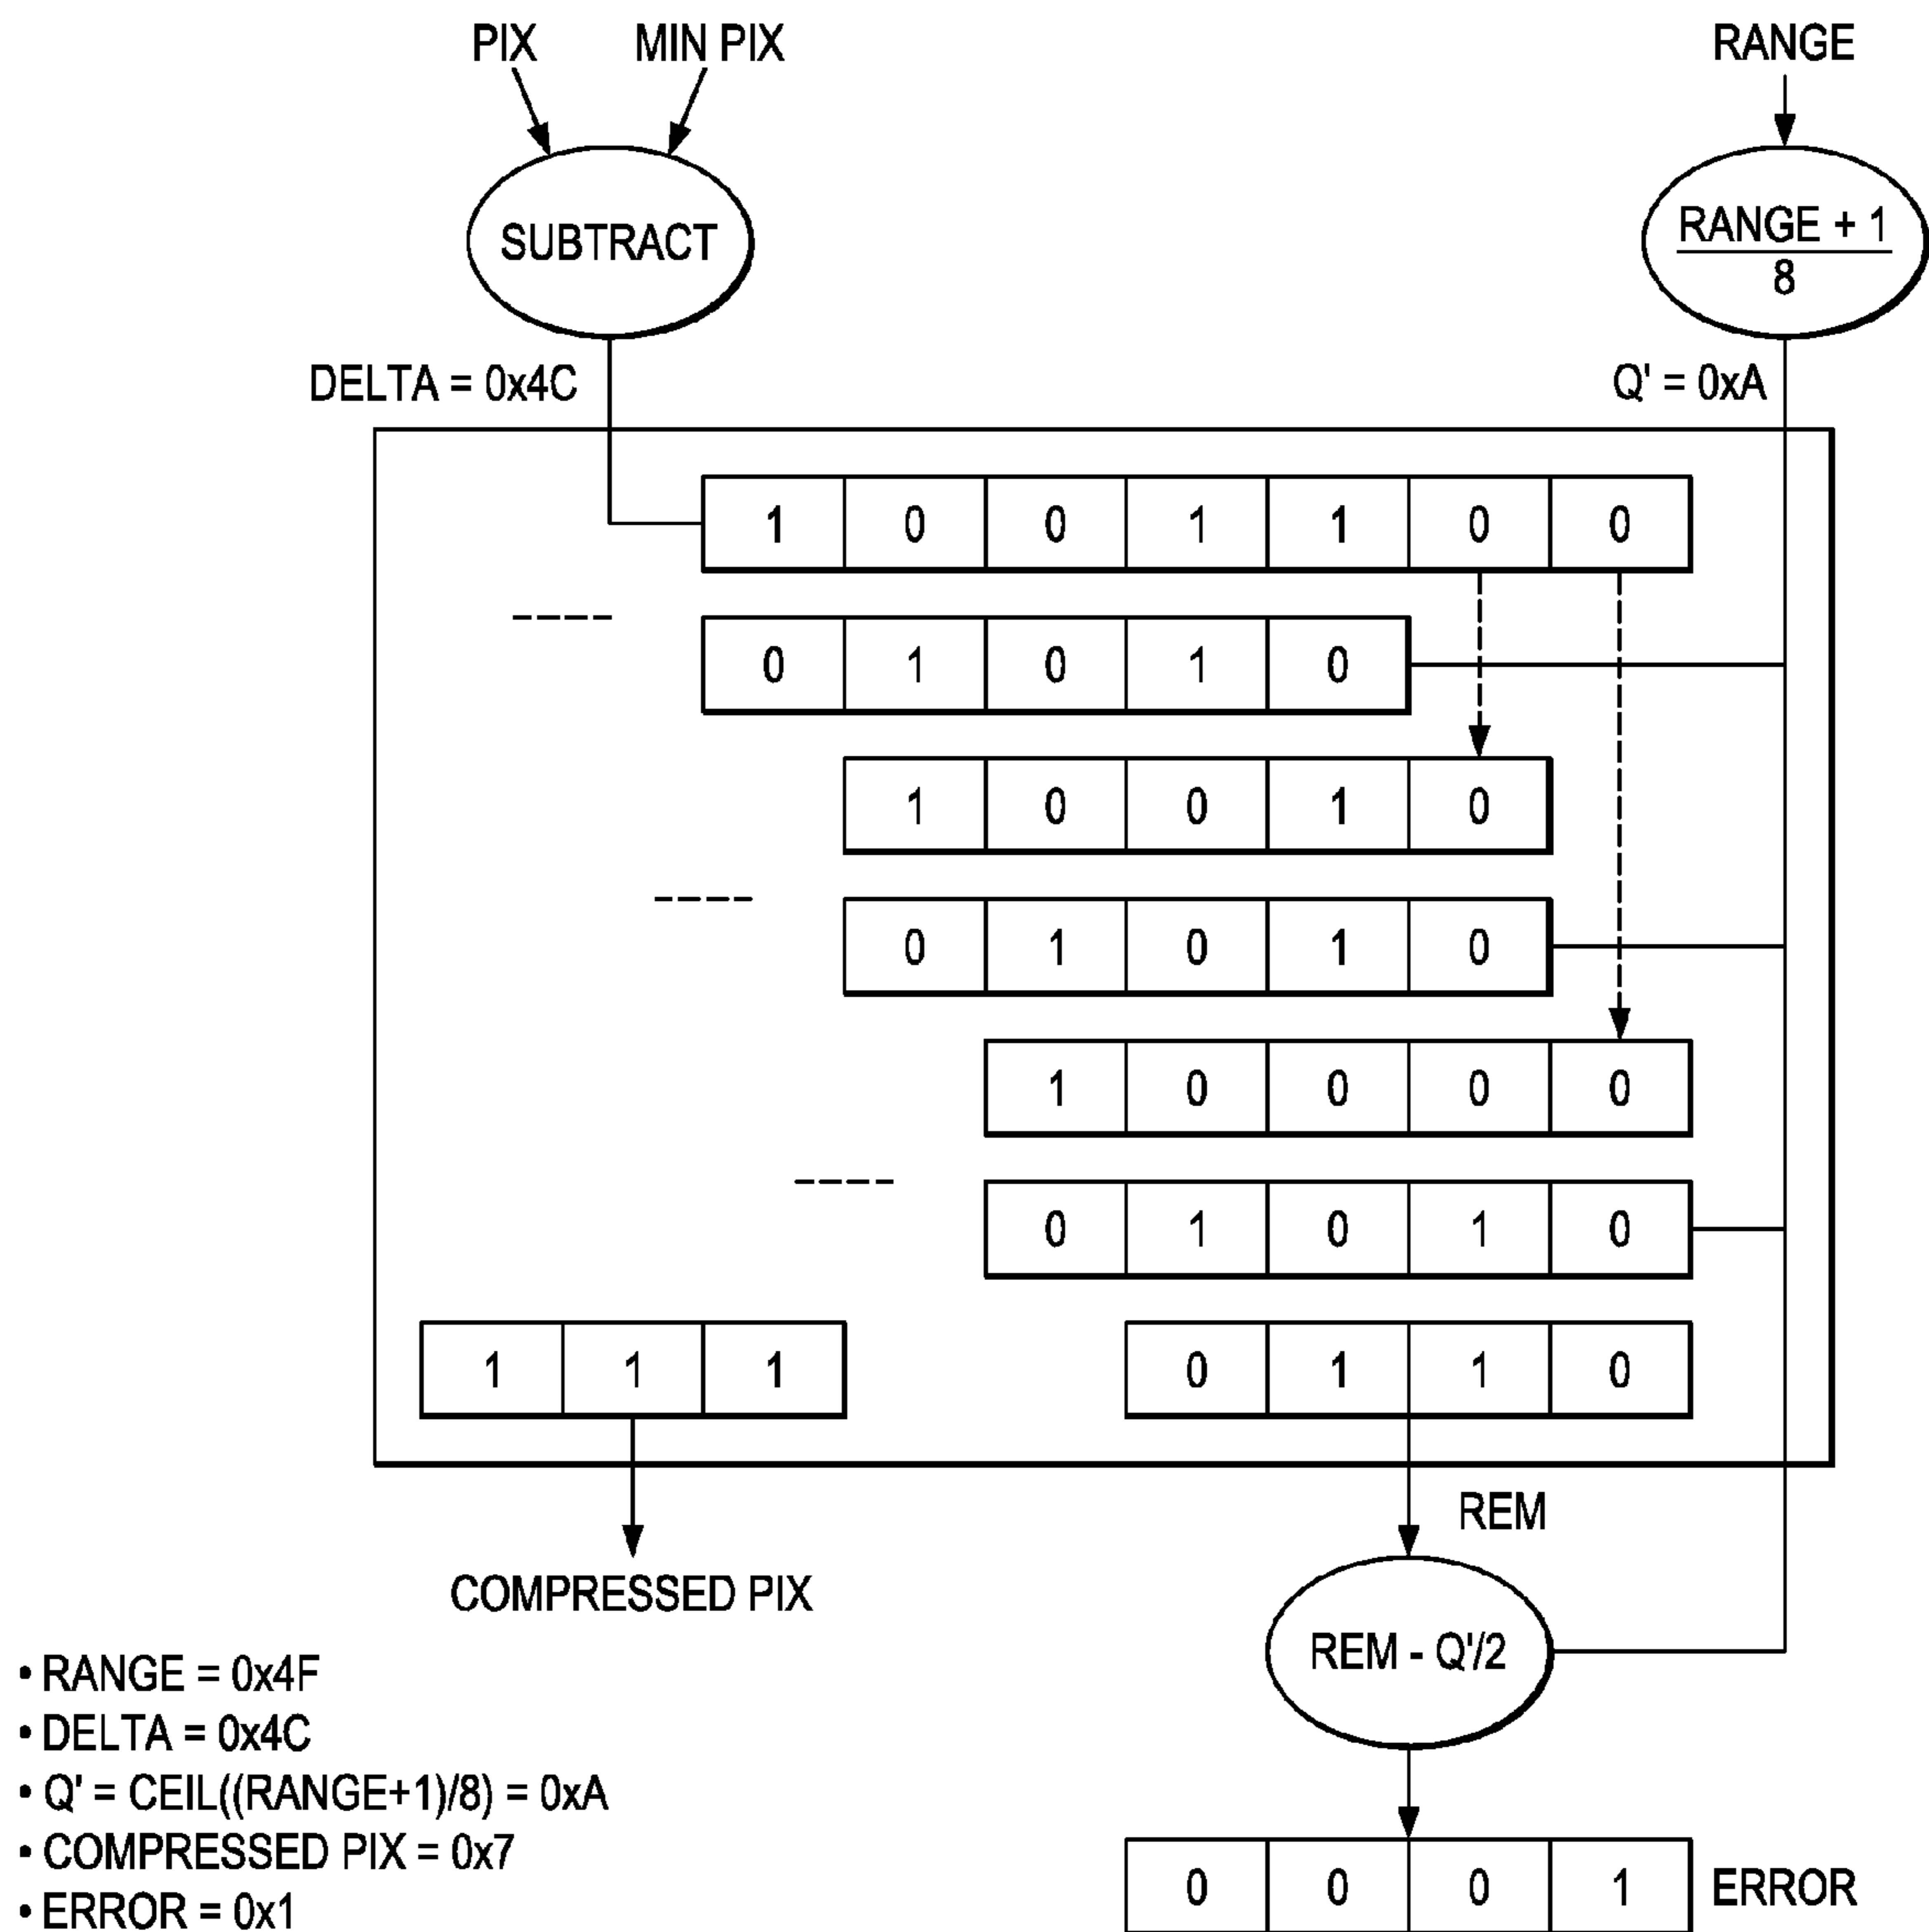 PIX MIN PIX RANGE
SUBTRACT
RANGE + 1
8
DELTA = 0x4C
Q' = 0xA
1 0 0 1 1 0 0
0 1 0 1 0
1 0 0 1 0
0 1 0 1 0
1 0 0 0 0
0 1 0 1 0
1 1 1
0 1 1 0
REM
COMPRESSED PIX
REM - Q'/2
• RANGE = 0x4F
• DELTA = 0x4C
• Q' = CEIL((RANGE+1)/8) = 0xA
• COMPRESSED PIX = 0x7
• ERROR = 0x1
0 0 0 1 ERROR